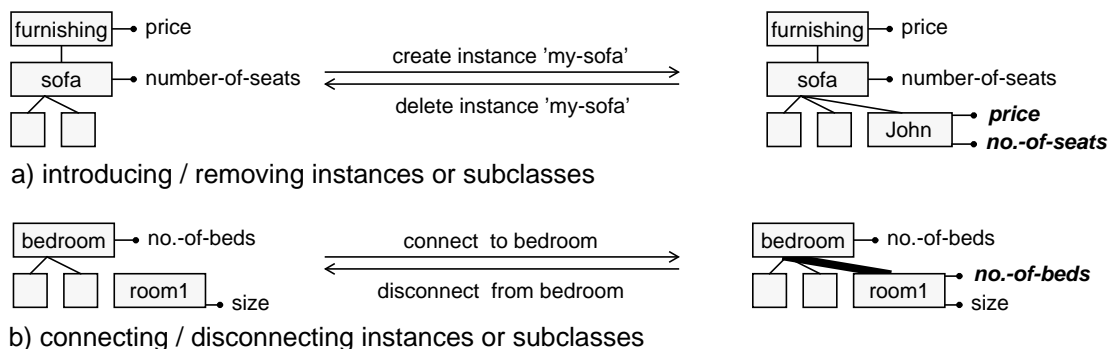 furnishing price furnishing price
create instance 'my-sofa'
sofa number-of-seats sofa number-of-seats
delete instance 'my-sofa'
price
John
no.-of-seats
a) introducing / removing instances or subclasses
bedroom no.-of-beds connect to bedroom bedroom no.-of-beds
disconnect from bedroom no.-of-beds
room1 room1
size size
b) connecting / disconnecting instances or subclasses